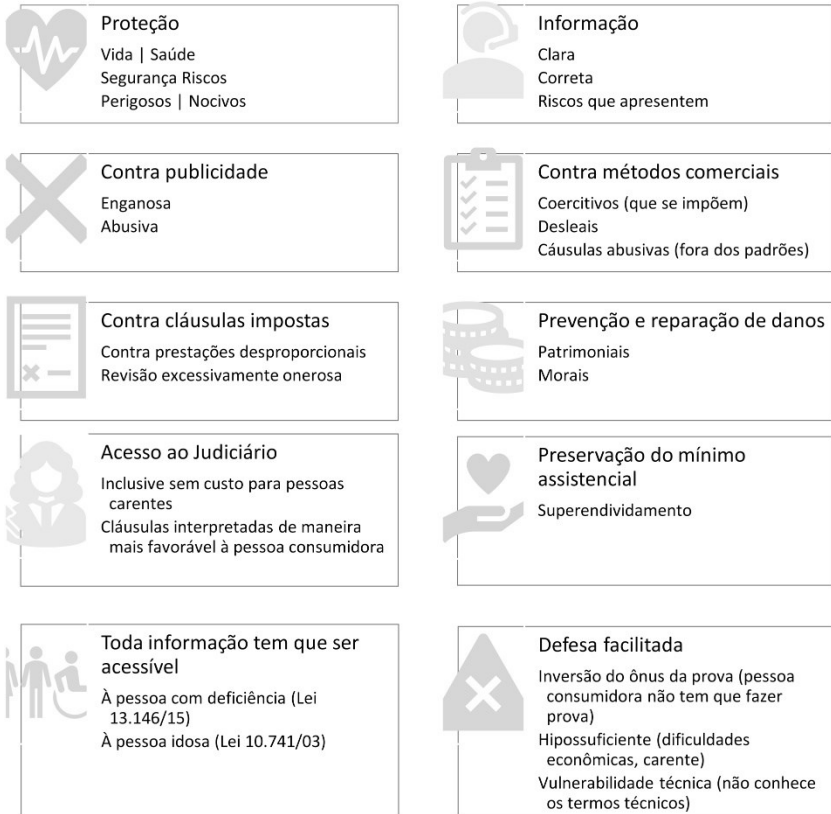 Proteção
Vida | Saúde
Segurança Riscos
Perigosos | Nocivos
Informação
Clara
Correta
Riscos que apresentem
Contra publicidade
Enganosa
Abusiva
Contra métodos comerciais
Coercitivos (que se impõem)
Desleais
Cáusulas abusivas (fora dos padrões)
Contra cláusulas impostas
Contra prestações desproporcionais
Revisão excessivamente onerosa
Prevenção e reparação de danos
Patrimoniais
Morais
Acesso ao Judiciário
Inclusive sem custo para pessoas
carentes
Cláusulas interpretadas de maneira
mais favorável à pessoa consumidora
Preservação do mínimo
assistencial
Superendividamento
Toda informação tem que ser
acessível
À pessoa com deficiência (Lei
13.146/15)
À pessoa idosa (Lei 10.741/03)
Defesa facilitada
Inversão do ônus da prova (pessoa
consumidora não tem que fazer
prova)
Hipossuficiente (dificuldades
econômicas, carente)
Vulnerabilidade técnica (não conhece
os termos técnicos)